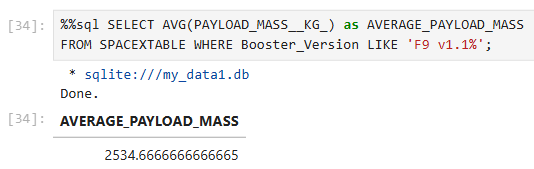 [34]: %%sql SELECT AVG(PAYLOAD_MASS__KG_) as AVERAGE_PAYLOAD_MASS
FROM SPACEXTABLE WHERE Booster_Version LIKE 'F9 v1.1%';
* sqlite:///my_data1.db
Done.
[34]: AVERAGE_PAYLOAD_MASS
2534.6666666666665